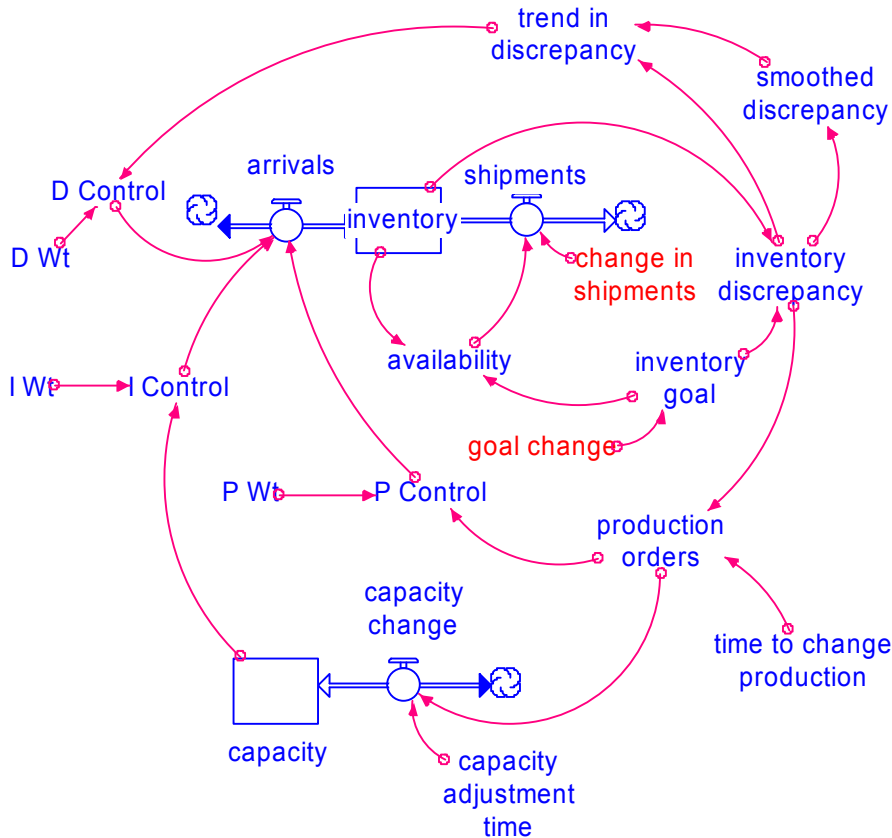 trend in
discrepancy
smoothed
discrepancy
arrivals
shipments
D Control
inventory
D Wt
change in
shipments
inventory
discrepancy
availability
inventory
goal
I Wt
I Control
goal change
P Wt
P Control
production
orders
capacity
change
time to change
production
capacity
capacity
adjustment
time